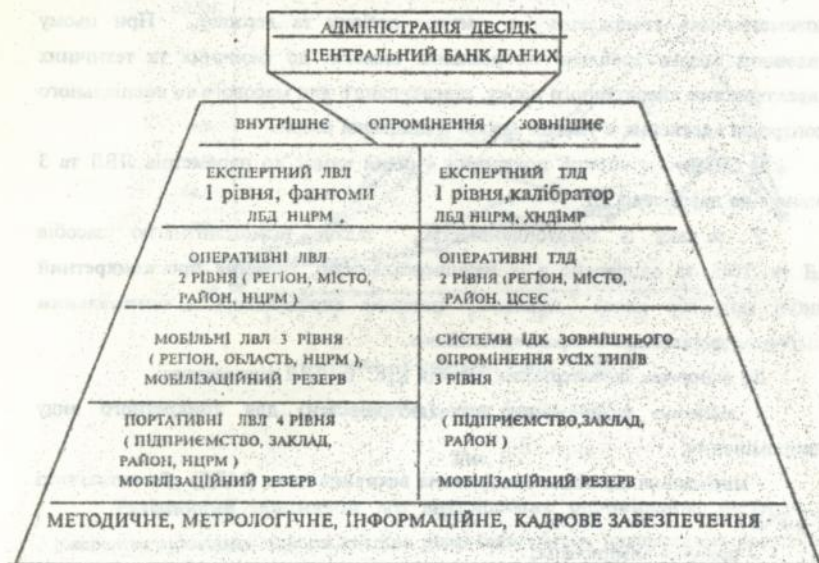 АДМІНІСТРАЦІЯ ДЕСІДК
ЦЕНТРАЛЬНИЙ БАНК ДАНИХ
ВНУТРІШНЄ ОПРОМІНЕННЯ ЗОВНІШНЄ
ЕКСПЕРТНИЙ ЛВЛ
1 рівня, фантоми
ЛБД НЦРМ
ЕКСПЕРТНИЙ ТЛД
1 рівня,калібратор
ЛБД НЦРМ, ХНДІМР
ОПЕРАТИВНІ ЛВЛ
2 РІВНЯ ( РЕГІОН, МІСТО,
РАЙОН, НЦРМ )
ОПЕРАТИВНІ ТЛД
2 РІВНЯ (РЕГІОН, МІСТО,
РАЙОН. ЦСЕС)
МОБІЛЬНІ ЛВЛ 3 РІВНЯ
( РЕГІОН, ОБЛАСТЬ, НЦРМ ),
МОБІЛІЗАЦІЙНИЙ РЕЗЕРВ
СИСТЕМИ ІДК ЗОВНІШНЬОГО
ОПРОМІНЕННЯ УСІХ ТИПІВ
3 РІВНЯ
ПОРТАТИВНІ ЛВЛ 4 РІВНЯ
( ПІДПРИЄМСТВО, ЗАКЛАД,
РАЙОН, НЦРМ )
МОБІЛІЗАЦІЙНИЙ РЕЗЕРВ
( ПІДПРИЄМСТВО,ЗАКЛАД,
РАЙОН )
МОБІЛІЗАЦІЙНИЙ РЕЗЕРВ
МЕТОДИЧНЕ, МЕТРОЛОГІЧНЕ, ІНФОРМАЦІЙНЕ, КАДРОВЕ ЗАБЕЗПЕЧЕННЯ